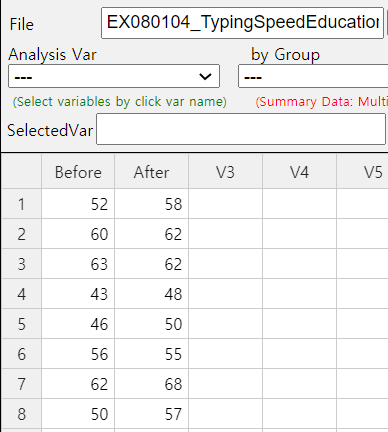 File EX080104_TypingSpeedEducation
Analysis Var by Group
--- ---
(Select variables by click var name) (Summary Data: Multi
SelectedVar
Before After V3 V4 V5
1 52 58
2 60 62
3 63 62
4 43 48
5 46 50
6 56 55
7 62 68
8 50 57